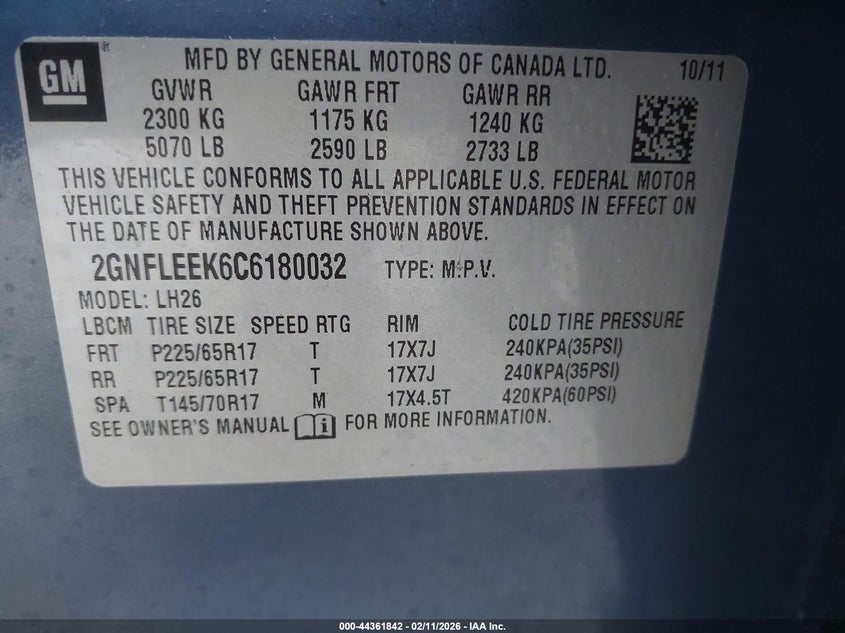 GM ®
MFD BY GENERAL MOTORS OF CANADA LTD. 10/11
GVWR GAWR FRT GAWR RR
2300 KG 1175 KG 1240 KG
5070 LB 2590 LB 2733 LB
THIS VEHICLE CONFORMS TO ALL APPLICABLE U.S. FEDERAL MOTOR
VEHICLE SAFETY AND THEFT PREVENTION STANDARDS IN EFFECT ON
THE DATE OF MANUFACTURE SHOWN ABOVE.
2GNFLEEK6C6180032 TYPE: M.P.V.
MODEL: LH26
LBCM TIRE SIZE SPEED RTG RIM COLD TIRE PRESSURE
FRT P225/65R17 T 17X7J 240KPA(35PSI)
RR P225/65R17 T 17X7J 240KPA(35PSI)
SPA T145/70R17 M 17X4.5T 420KPA(60PSI)
SEE OWNER'S MANUAL FOR MORE INFORMATION.
000-44361842 - 02/11/2026 - IAA Inc.